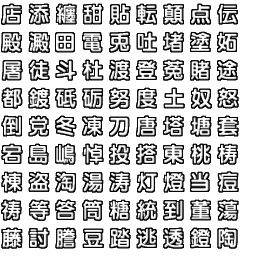 店添纏甜貼転顛点伝
殿澱田電兎吐堵塗妬
屠徒斗杜渡登菟賭途
都鍍砥砺努度土奴怒
倒党冬凍刀唐塔塘套
宕島嶋悼投搭東桃梼
棟盗淘湯涛灯燈当痘
祷等答筒糖統到董蕩
藤討謄豆踏逃透鐙陶